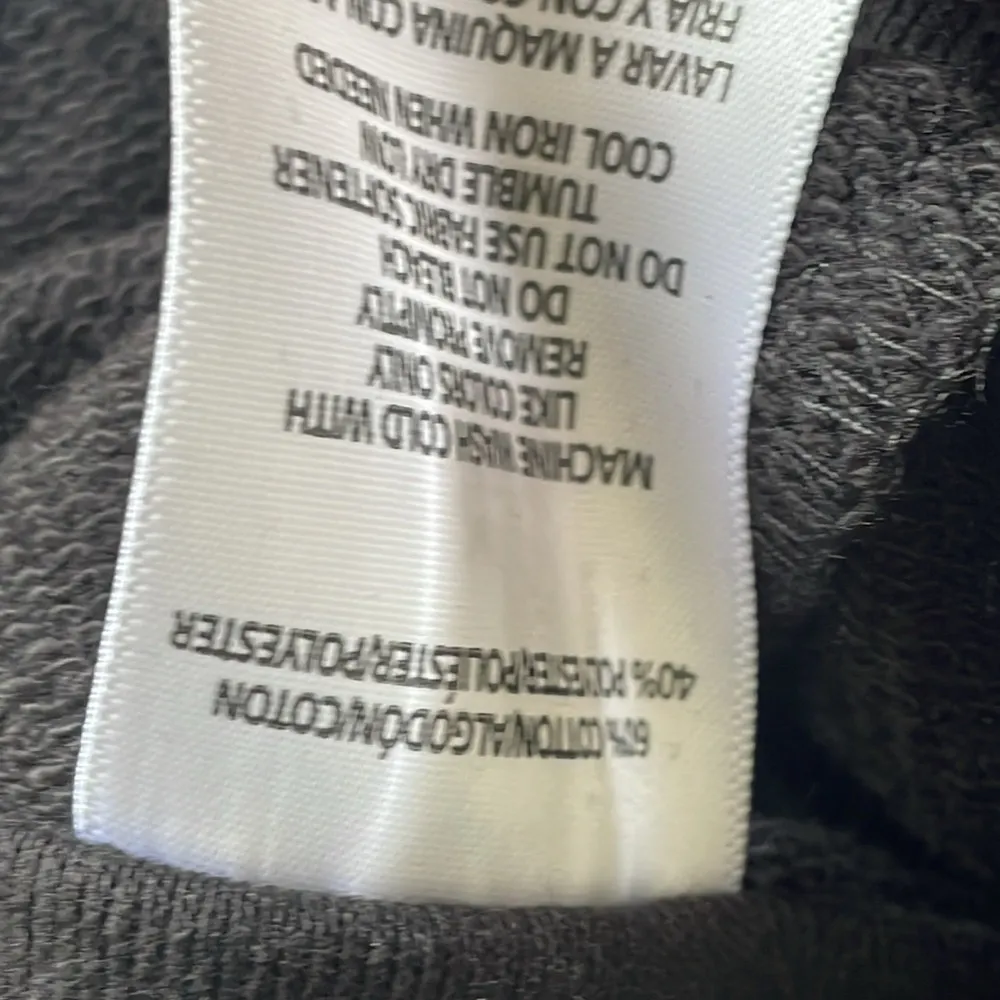 60% COTTON/ALGODÓN/COTON
40% POLYESTER/POLIÉSTER/POLYESTER
MACHINE WASH COLD WITH
LIKE COLORS ONLY
REMOVE PROMPTLY
DO NOT BLEACH
DO NOT USE FABRIC SOFTENER
TUMBLE DRY LOW
COOL IRON WHEN NEEDED
LAVAR A MAQUINA CON
FRIA Y CON